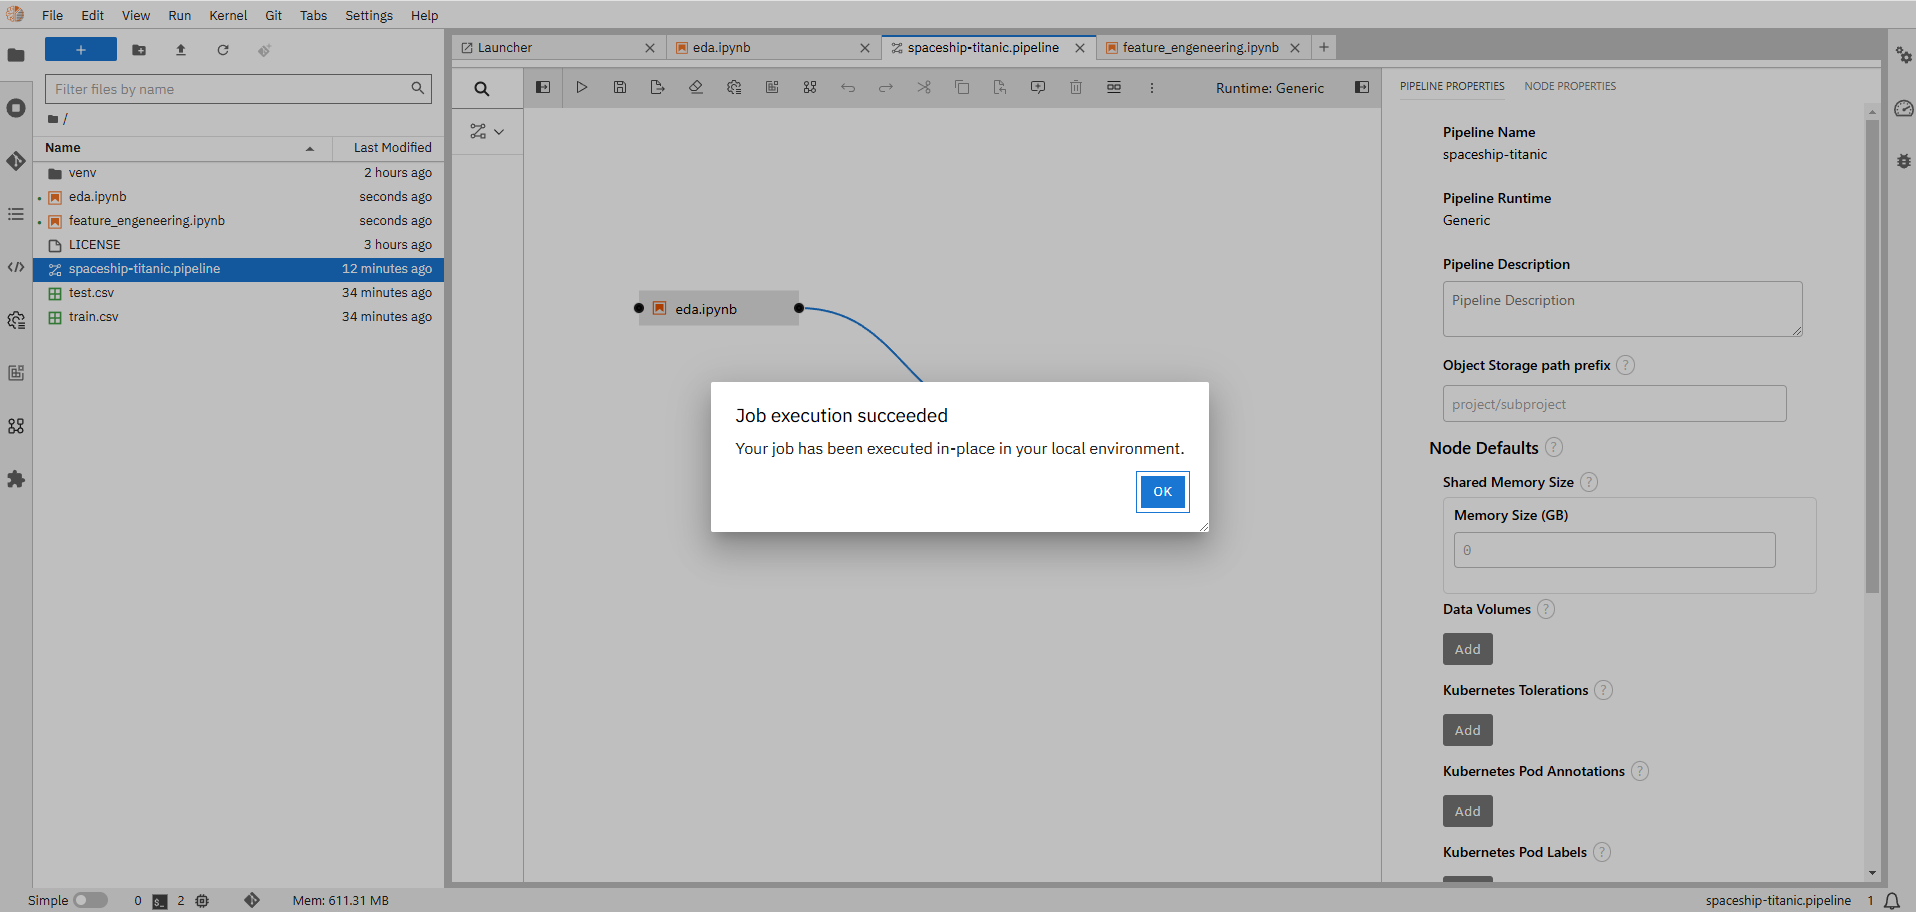 File Edit View Run Kernel Git Tabs Settings Help
+
Filter files by name
/
Name Last Modified
venv 2 hours ago
eda.ipynb seconds ago
feature_engeneering.ipynb seconds ago
LICENSE 3 hours ago
spaceship-titanic.pipeline 12 minutes ago
test.csv 34 minutes ago
train.csv 34 minutes ago
Launcher eda.ipynb spaceship-titanic.pipeline feature_engeneering.ipynb +
Runtime: Generic
eda.ipynb
Job execution succeeded
Your job has been executed in-place in your local environment.
OK
PIPELINE PROPERTIES NODE PROPERTIES
Pipeline Name
spaceship-titanic
Pipeline Runtime
Generic
Pipeline Description
Pipeline Description
Object Storage path prefix ?
project/subproject
Node Defaults ?
Shared Memory Size ?
Memory Size (GB)
0
Data Volumes ?
Add
Kubernetes Tolerations ?
Add
Kubernetes Pod Annotations ?
Add
Kubernetes Pod Labels ?
Simple 0 $_ 2 Mem: 611.31 MB spaceship-titanic.pipeline 1